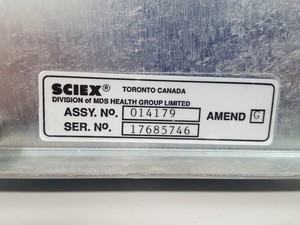 SCIEX® TORONTO CANADA
DIVISION of MDS HEALTH GROUP LIMITED
ASSY. No. 014179 AMEND G
SER. No. 17685746